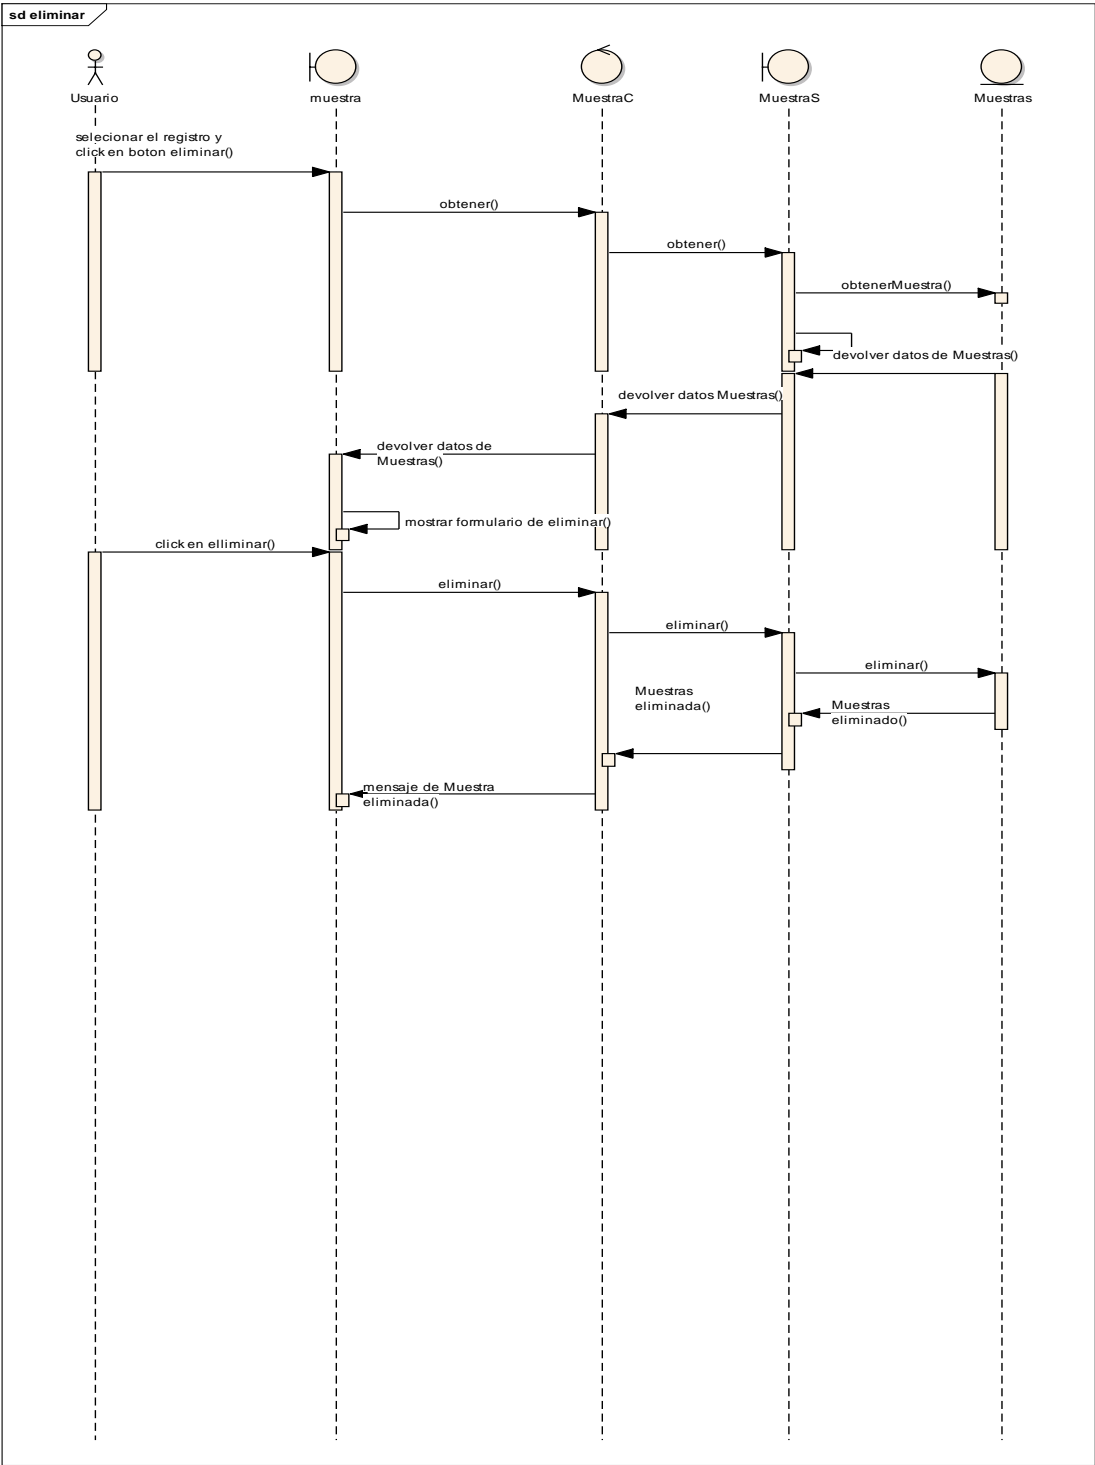 sd eliminar
Usuario
muestra
MuestraC
MuestraS
Muestras
selecionar el registro y
click en boton eliminar()
obtener()
obtener()
obtenerMuestra()
devolver datos de Muestras()
devolver datos Muestras()
devolver datos de
Muestras()
mostrar formulario de eliminar()
click en elliminar()
eliminar()
eliminar()
eliminar()
Muestras
eliminada()
Muestras
eliminado()
mensaje de Muestra
eliminada()